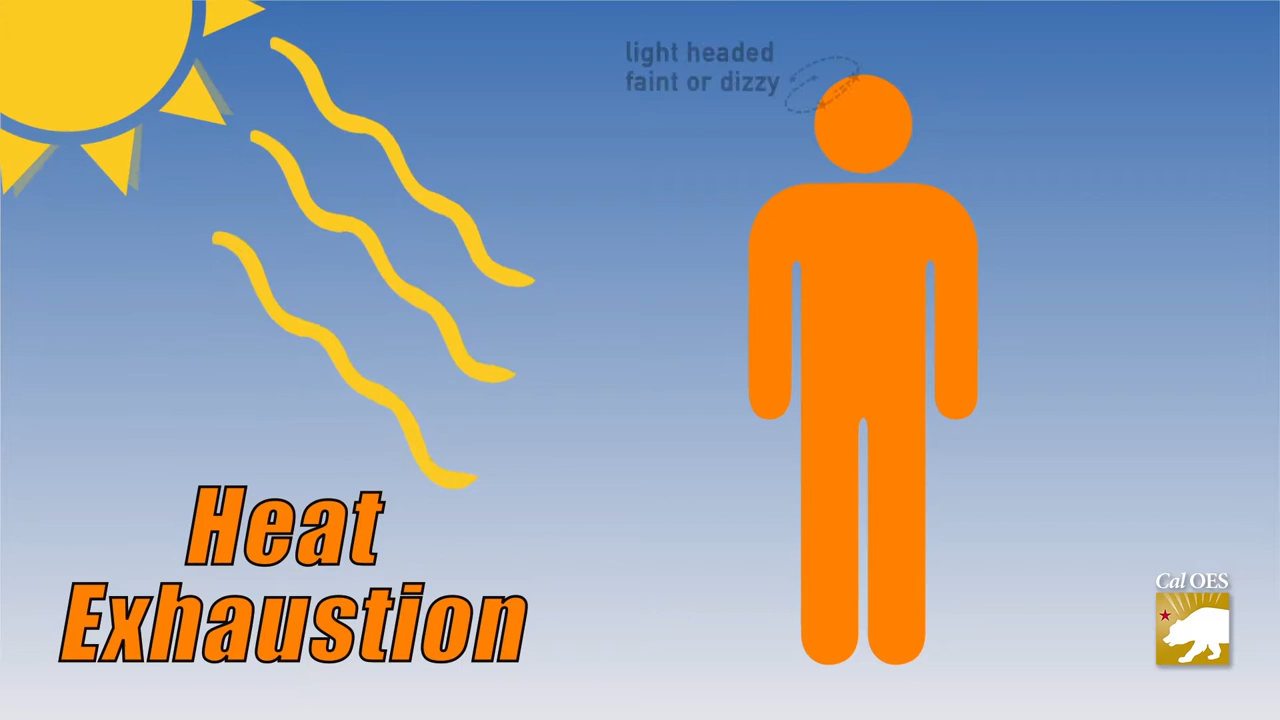 light headed
faint or dizzy
Heat
Exhaustion
Cal OES